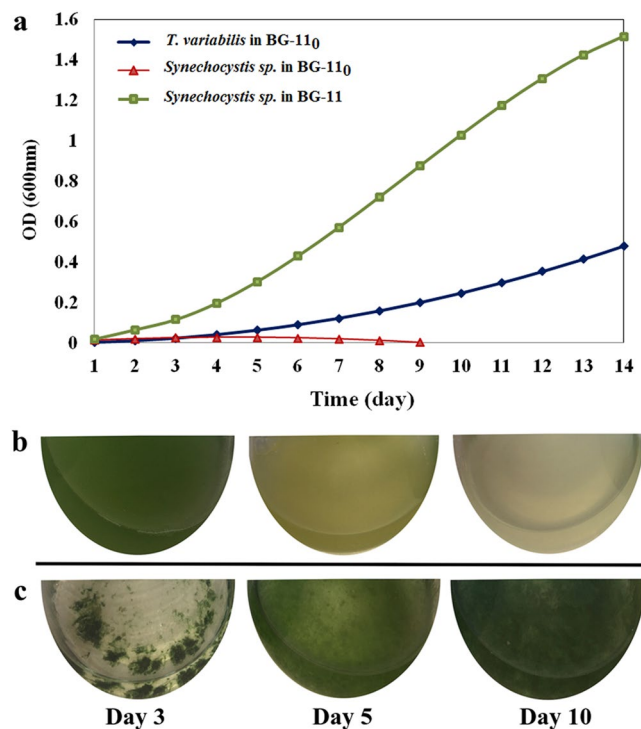 a
1.6
1.4
1.2
1
0.8
0.6
0.4
0.2
0
OD (600nm)
T. variabilis in BG-11₀
Synechocystis sp. in BG-11₀
Synechocystis sp. in BG-11
1 2 3 4 5 6 7 8 9 10 11 12 13 14
Time (day)
b
c
Day 3 Day 5 Day 10